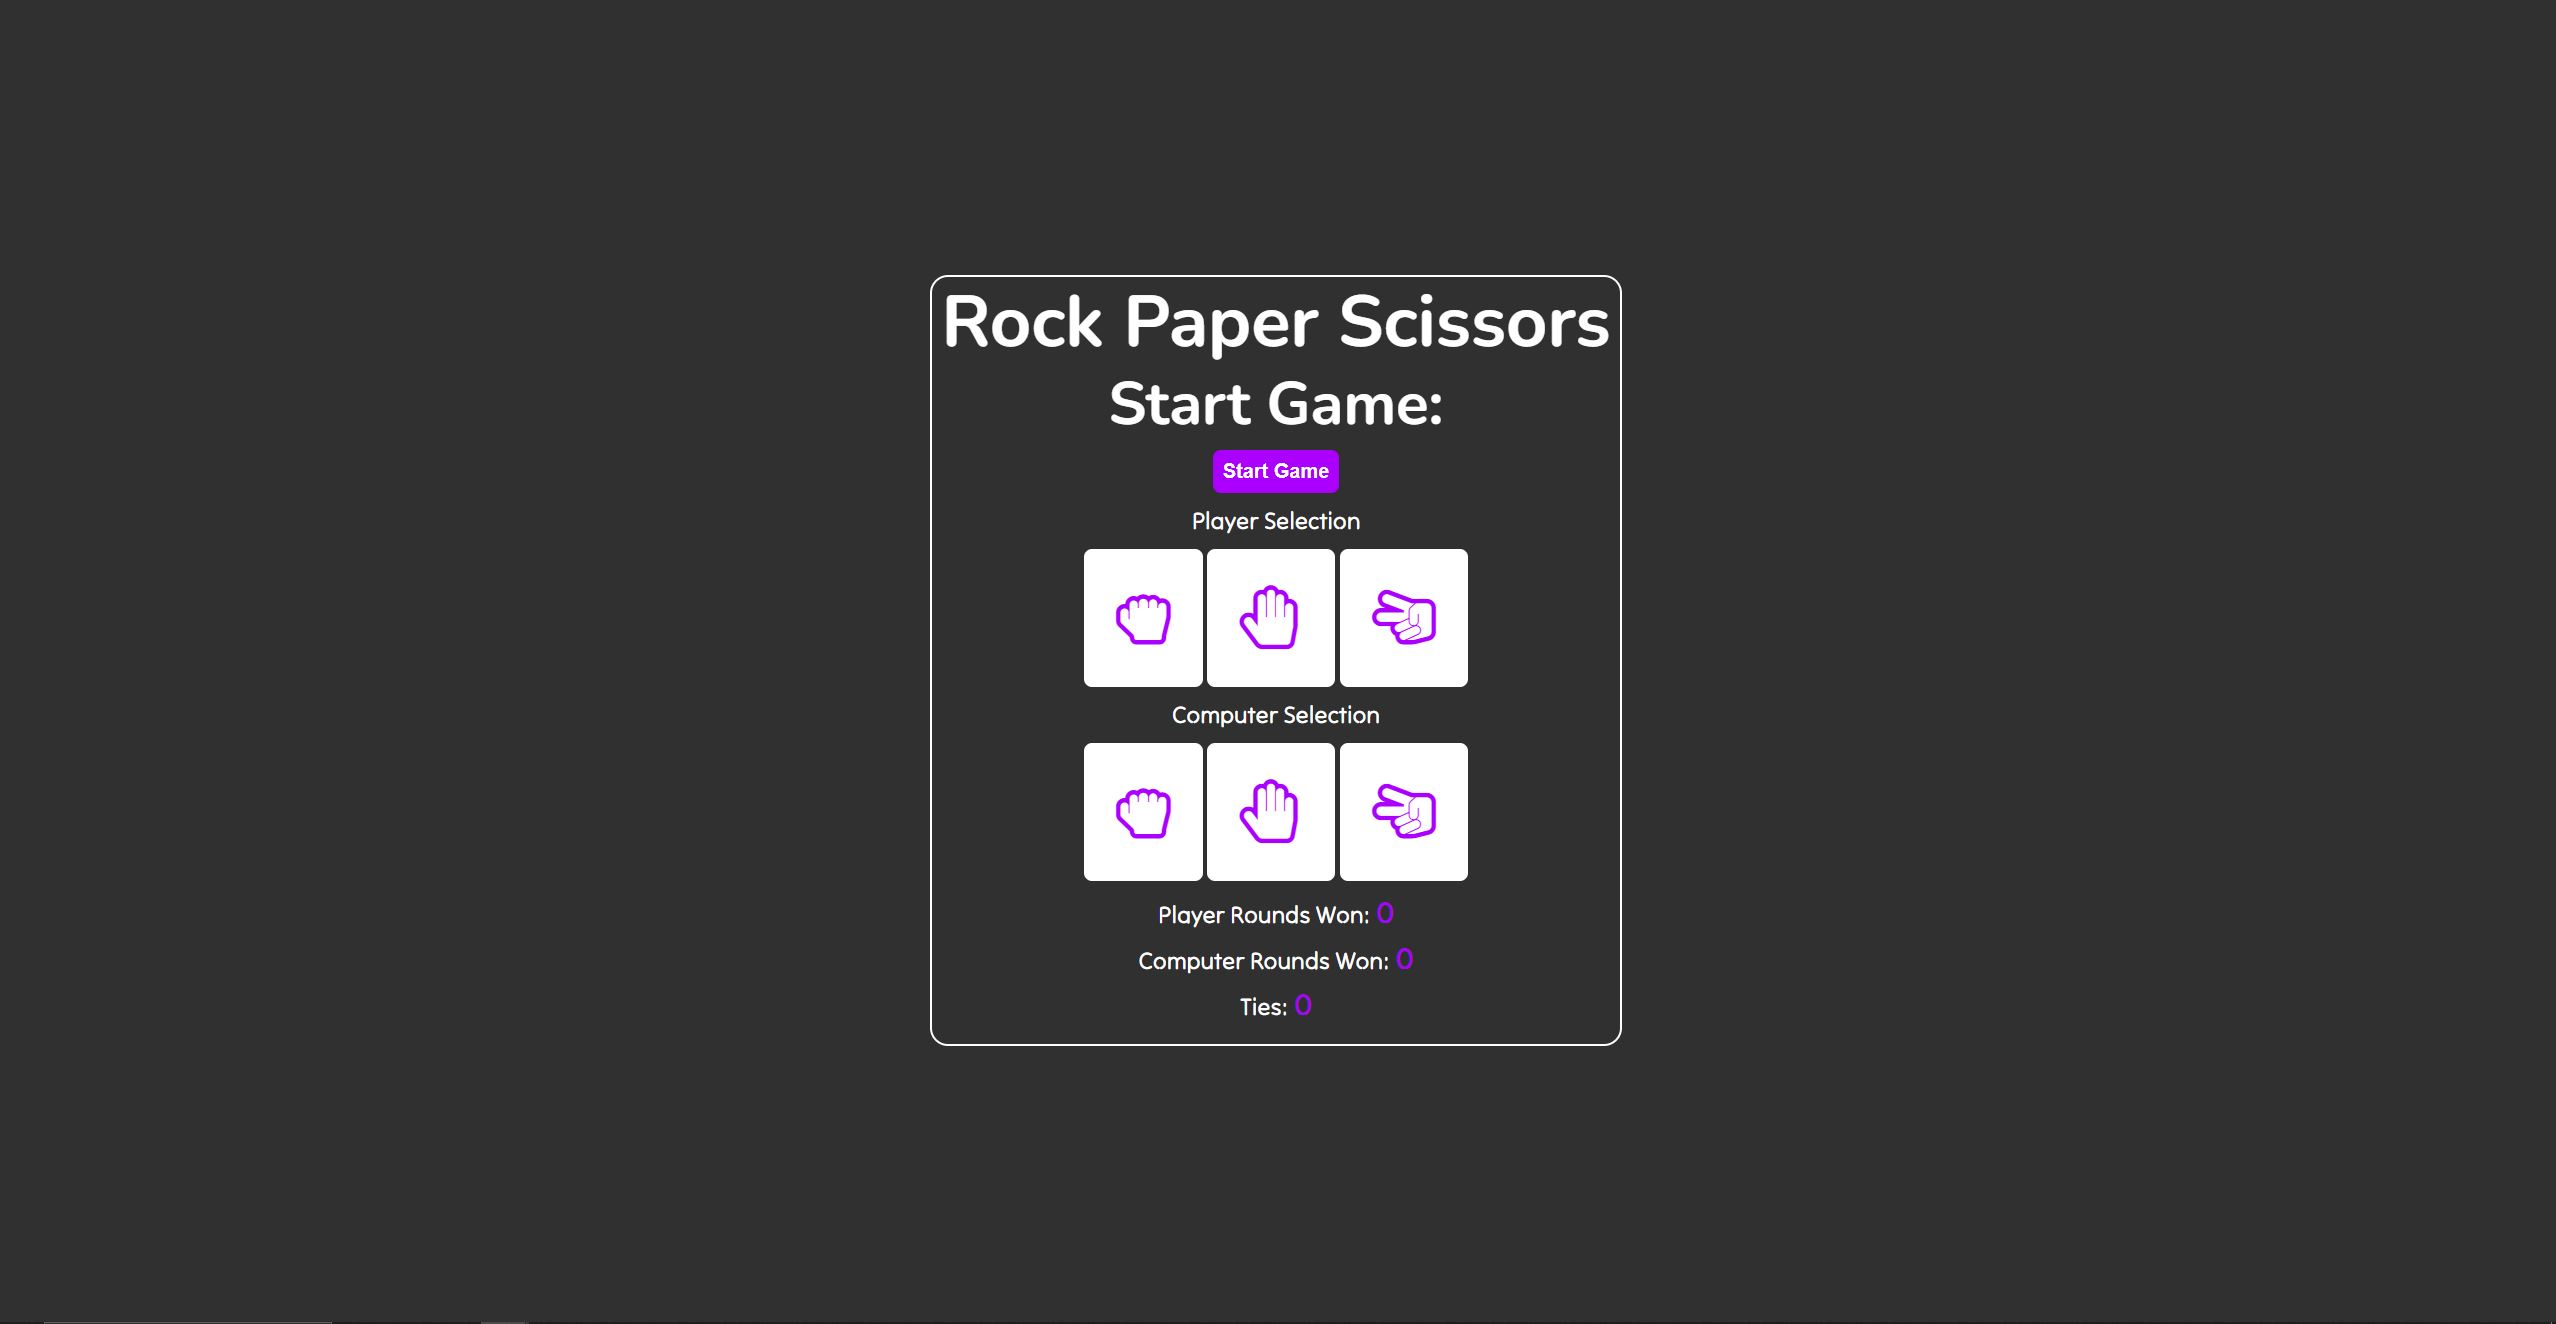 Rock Paper Scissors
Start Game:
Start Game
Player Selection
Computer Selection
Player Rounds Won: 0
Computer Rounds Won: 0
Ties: 0